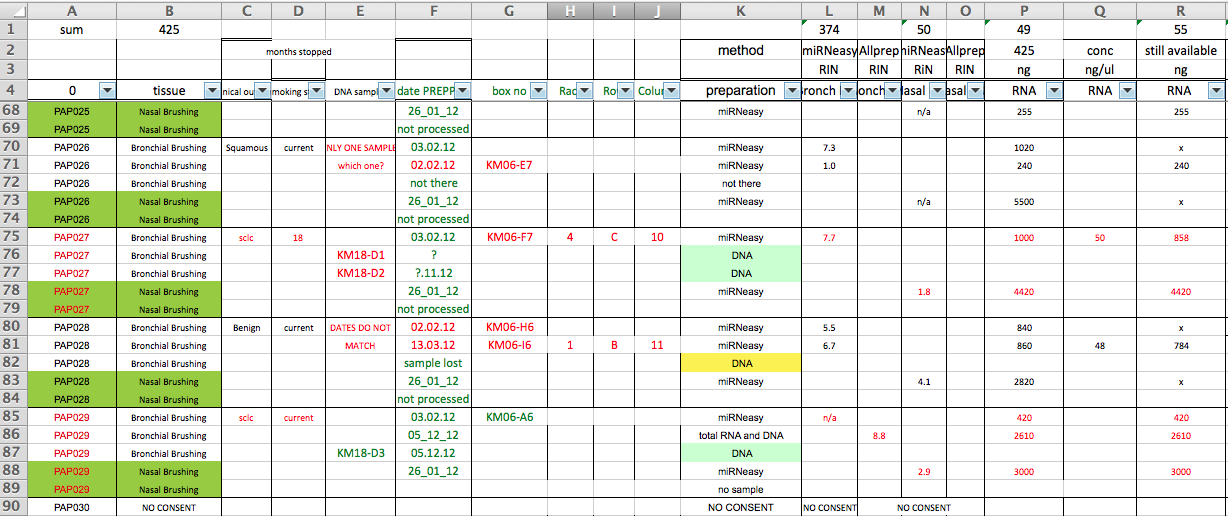 A B C D E F G H I J K L M N O P Q R
1 sum 425 374 50 49 55
2 months stopped method miRNeasy Allprep niRNeas Allprep 425 conc still available
3 RIN RIN RiN RIN ng ng/ul ng
4 0 tissue nical ou moking s DNA sampl date PREPP box no Rac Ro Colur preparation ronch onch lasal asal RNA RNA RNA
68 PAP025 Nasal Brushing 26_01_12 miRNeasy n/a 255 255
69 PAP025 Nasal Brushing not processed
70 PAP026 Bronchial Brushing Squamous current NLY ONE SAMPLE 03.02.12 miRNeasy 7.3 1020 x
71 PAP026 Bronchial Brushing which one? 02.02.12 KM06-E7 miRNeasy 1.0 240 240
72 PAP026 Bronchial Brushing not there not there
73 PAP026 Nasal Brushing 26_01_12 miRNeasy n/a 5500 x
74 PAP026 Nasal Brushing not processed
75 PAP027 Bronchial Brushing sclc 18 03.02.12 KM06-F7 4 C 10 miRNeasy 7.7 1000 50 858
76 PAP027 Bronchial Brushing KM18-D1 ? DNA
77 PAP027 Bronchial Brushing KM18-D2 ?.11.12 DNA
78 PAP027 Nasal Brushing 26_01_12 miRNeasy 1.8 4420 4420
79 PAP027 Nasal Brushing not processed
80 PAP028 Bronchial Brushing Benign current DATES DO NOT 02.02.12 KM06-H6 miRNeasy 5.5 840 x
81 PAP028 Bronchial Brushing MATCH 13.03.12 KM06-I6 1 B 11 miRNeasy 6.7 860 48 784
82 PAP028 Bronchial Brushing sample lost DNA
83 PAP028 Nasal Brushing 26_01_12 miRNeasy 4.1 2820 x
84 PAP028 Nasal Brushing not processed
85 PAP029 Bronchial Brushing sclc current 03.02.12 KM06-A6 miRNeasy n/a 420 420
86 PAP029 Bronchial Brushing 05_12_12 total RNA and DNA 8.8 2610 2610
87 PAP029 Bronchial Brushing KM18-D3 05.12.12 DNA
88 PAP029 Nasal Brushing 26_01_12 miRNeasy 2.9 3000 3000
89 PAP029 Nasal Brushing no sample
90 PAP030 NO CONSENT NO CONSENT NO CONSENT NO CONSENT